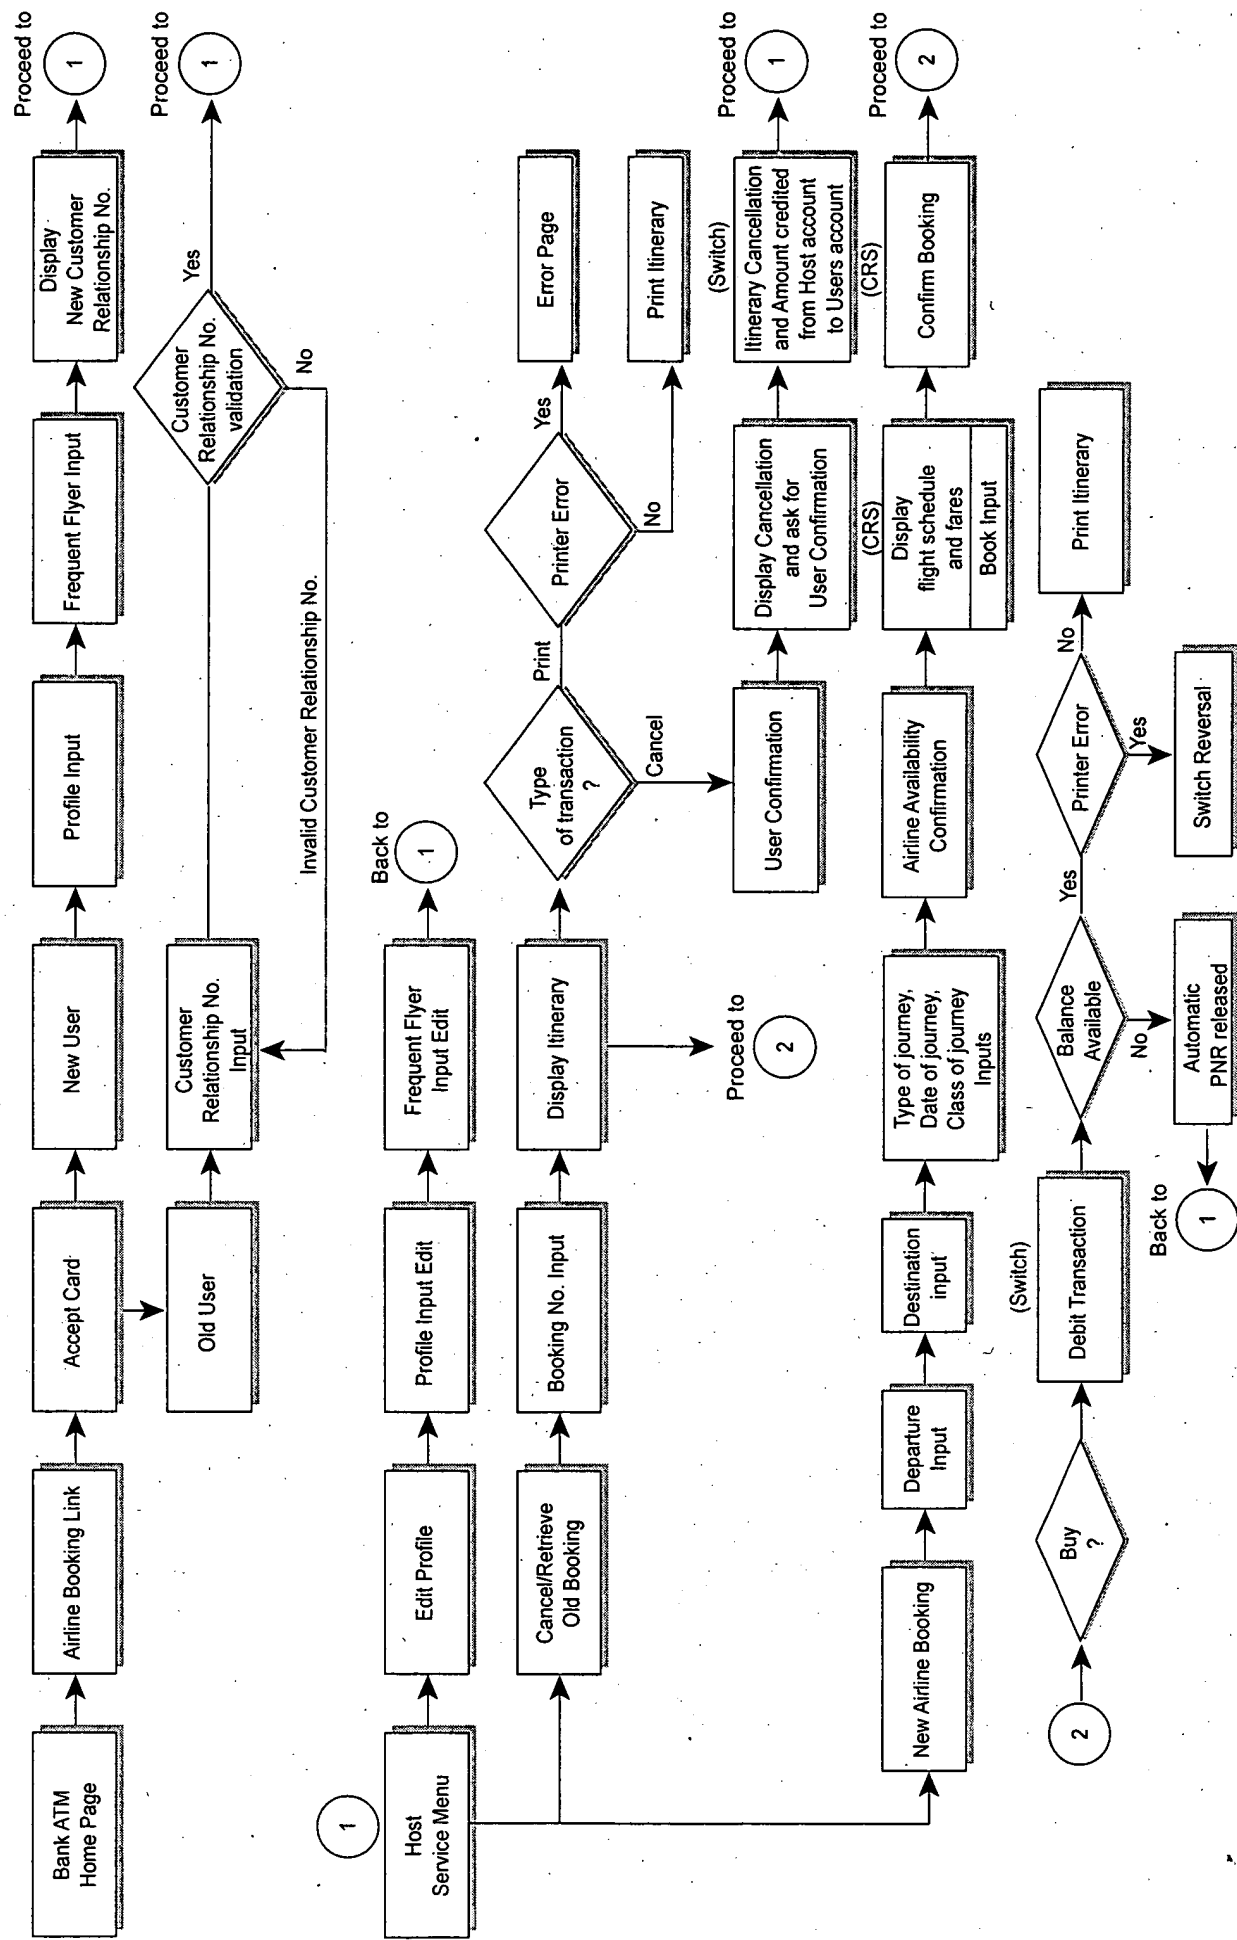 Bank ATM
Home Page
Airline Booking Link
Accept Card
New User
Profile Input
Frequent Flyer Input
Display
New Customer
Relationship No.
Proceed to
1
Old User
Customer
Relationship No.
Input
Customer
Relationship No.
validation
Yes
Proceed to
1
No
Invalid Customer Relationship No.
1
Host
Service Menu
Edit Profile
Profile Input Edit
Frequent Flyer
Input Edit
Back to
1
Cancel/Retrieve
Old Booking
Booking No. Input
Display Itinerary
Type
of transaction
?
Print
Printer Error
Yes
Error Page
No
Print Itinerary
Proceed to
2
Cancel
User Confirmation
Display Cancellation
and ask for
User Confirmation
(Switch)
Itinerary Cancellation
and Amount credited
from Host account
to Users account
Proceed to
1
New Airline Booking
Departure
Input
Destination
input
Type of journey,
Date of journey,
Class of journey
Inputs
Airline Availability
Confirmation
(CRS)
Display
flight schedule
and fares
Book Input
(CRS)
Confirm Booking
Proceed to
2
2
Buy
?
(Switch)
Debit Transaction
Balance
Available
Yes
Printer Error
No
Print Itinerary
No
Automatic
PNR released
Back to
1
Yes
Switch Reversal